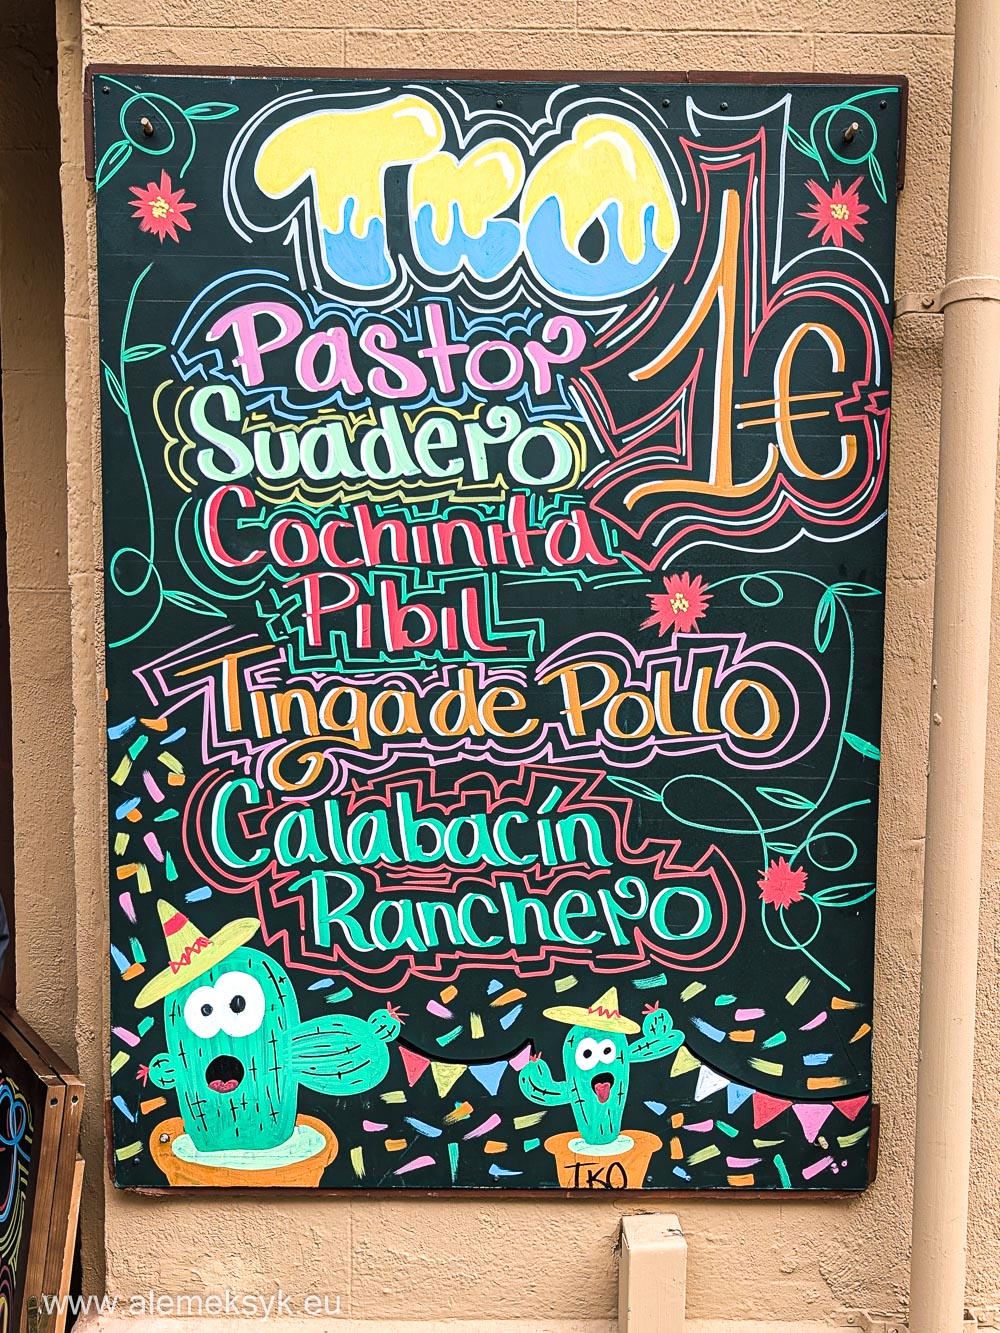 TKO
1€
Pastor
Suadero
Cochinita
Pibil
Tinga de Pollo
Calabacín
Ranchero
TKO
www.alemeksyk.eu